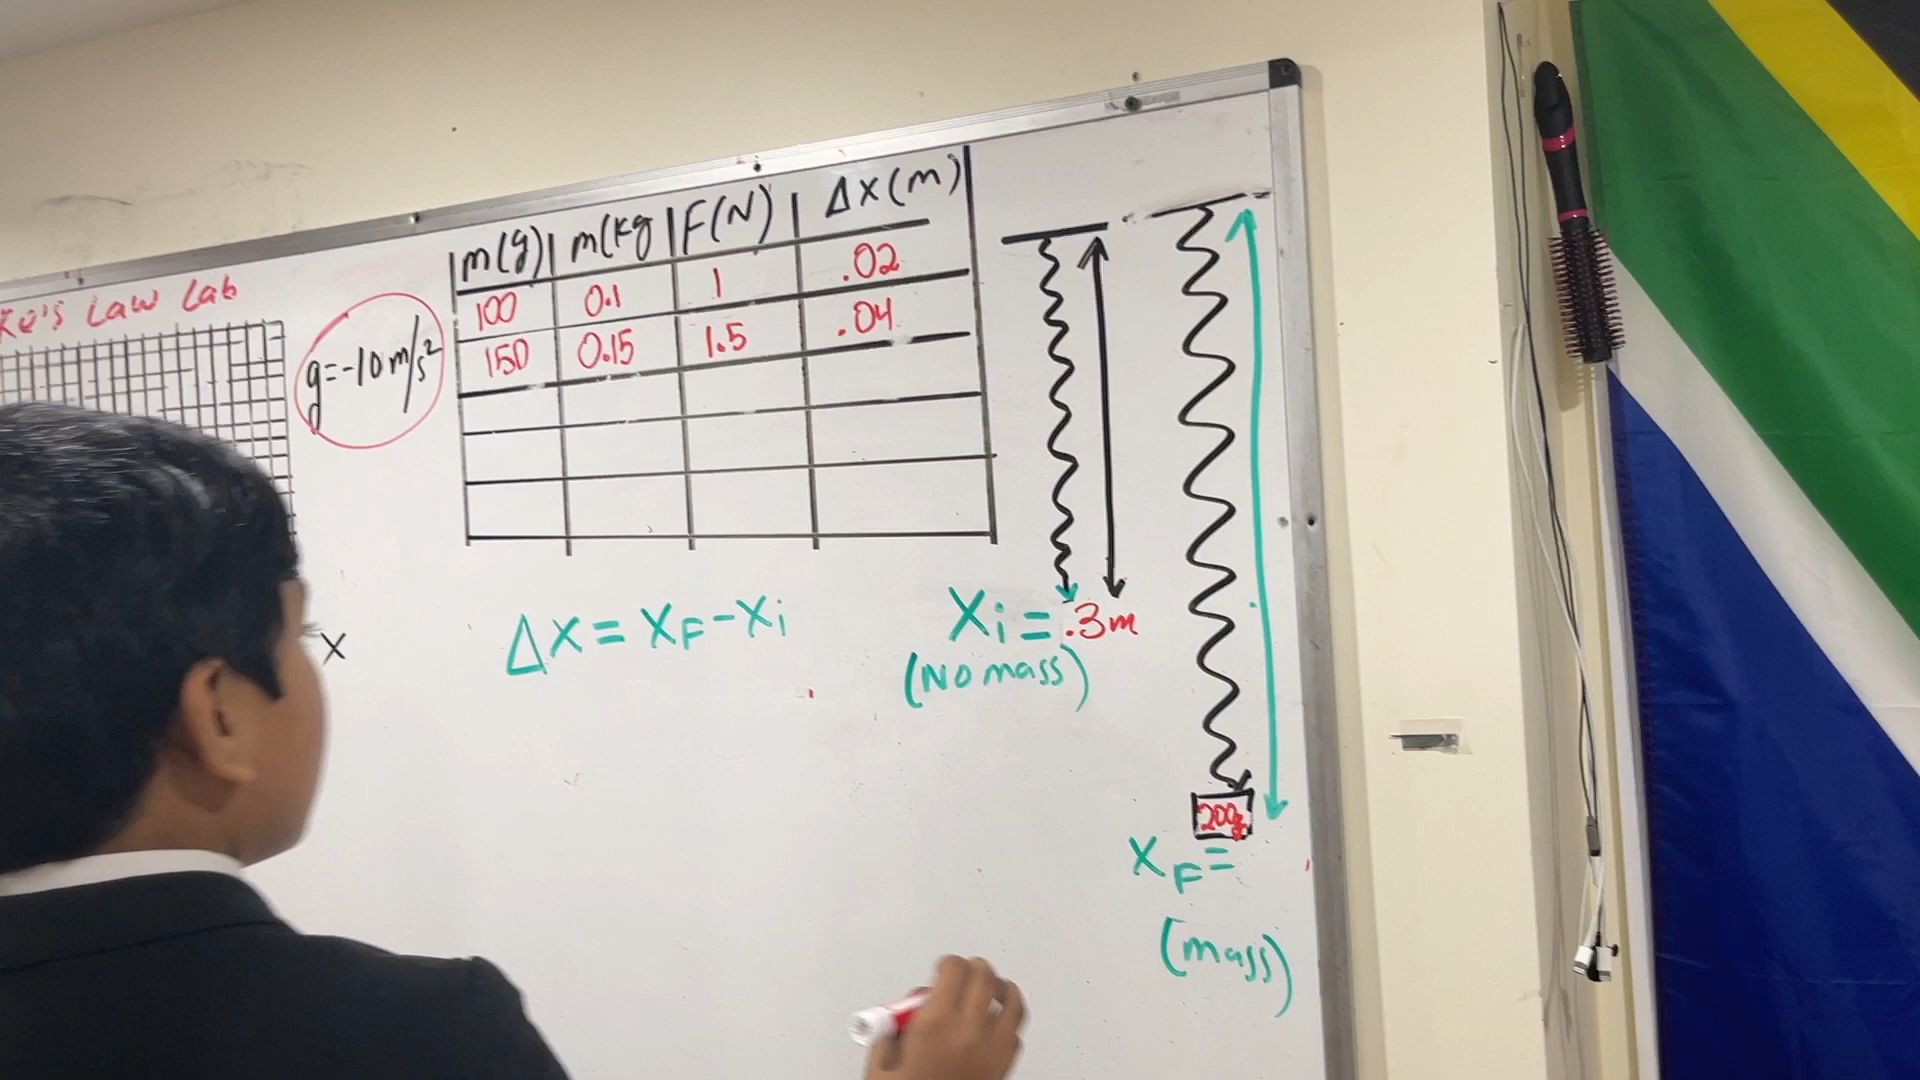 Ke's Law Lab
g=-10m/s²
m(g) m(kg F(N) Δx(m)
100 0.1 1 .02
150 0.15 1.5 .04
x
Δx = xF-xi
Xi = .3m
(No mass)
200g
xF=
(mass)